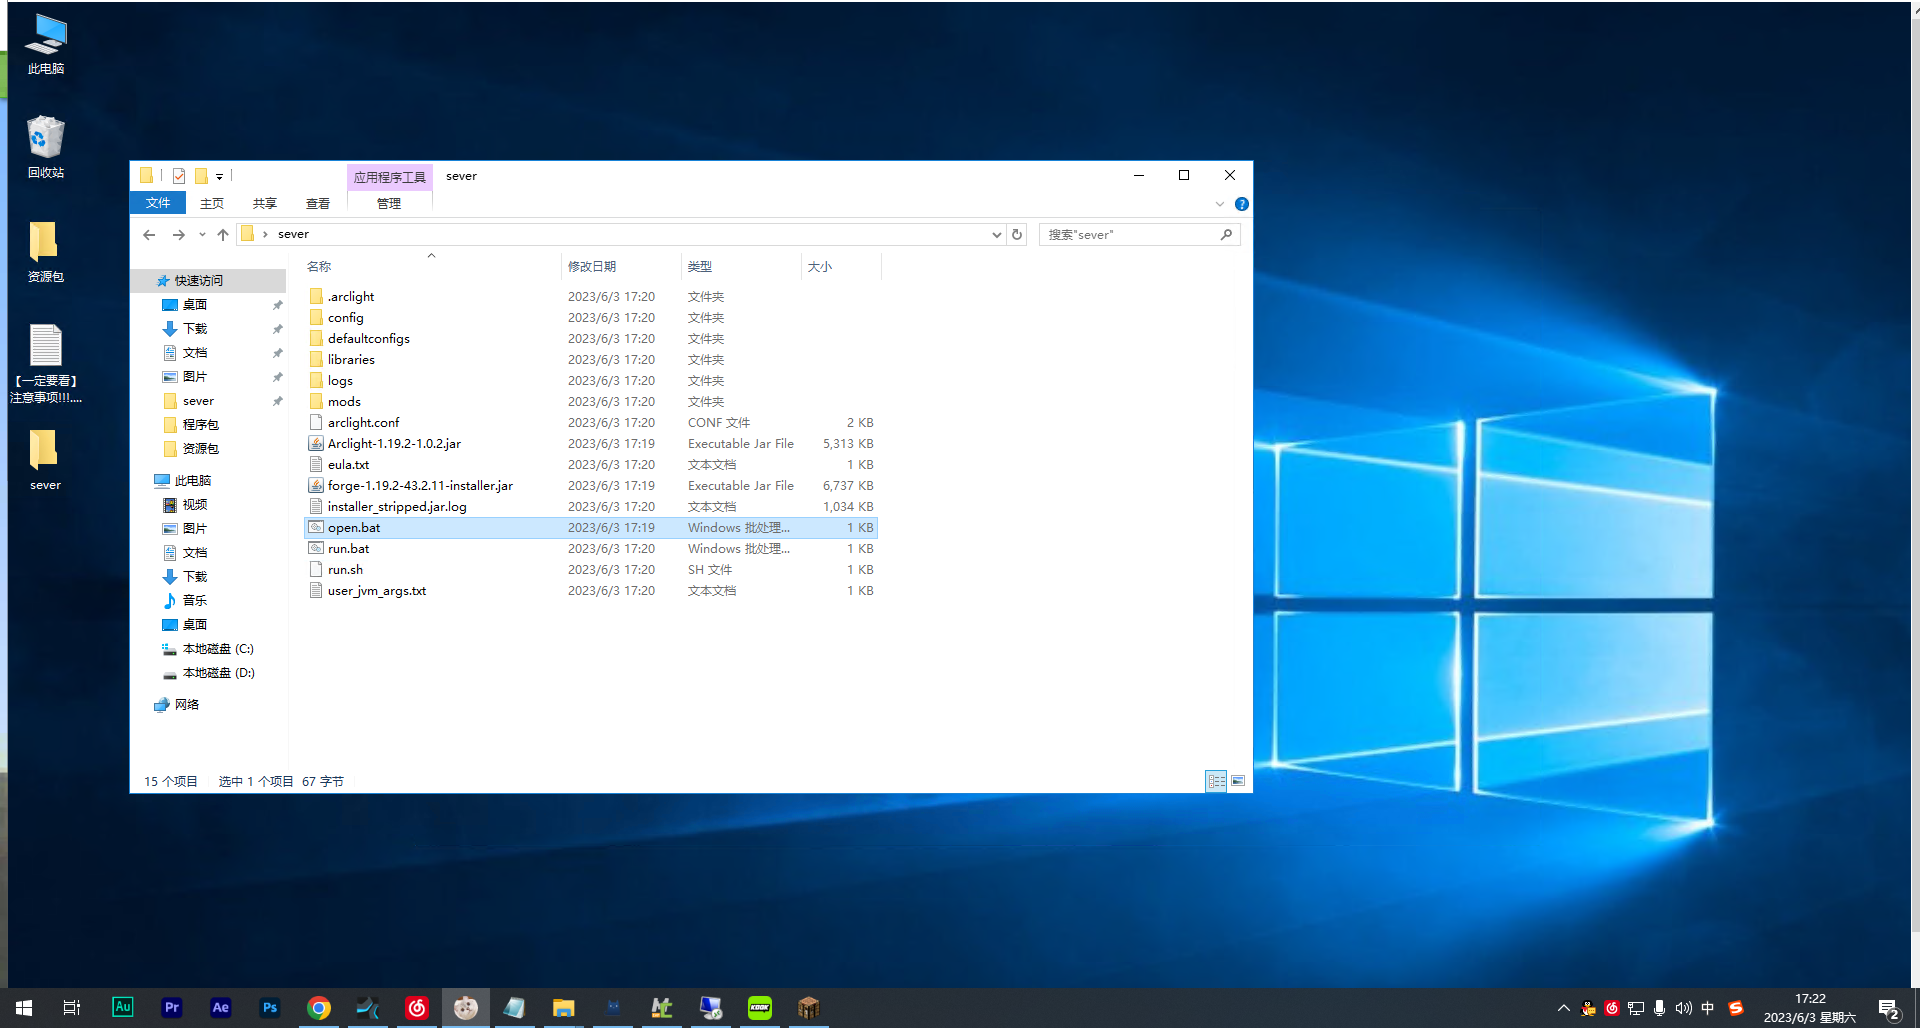 此电脑
回收站
资源包
【一定要看】
注意事项!!!....
sever
应用程序工具
sever
文件
主页
共享
查看
管理
sever
搜索"sever"
快速访问
桌面
下载
文档
图片
sever
程序包
资源包
此电脑
视频
图片
文档
下载
音乐
桌面
本地磁盘 (C:)
本地磁盘 (D:)
网络
名称 修改日期 类型 大小
.arclight 2023/6/3 17:20 文件夹
config 2023/6/3 17:20 文件夹
defaultconfigs 2023/6/3 17:20 文件夹
libraries 2023/6/3 17:20 文件夹
logs 2023/6/3 17:20 文件夹
mods 2023/6/3 17:20 文件夹
arclight.conf 2023/6/3 17:20 CONF 文件 2 KB
Arclight-1.19.2-1.0.2.jar 2023/6/3 17:19 Executable Jar File 5,313 KB
eula.txt 2023/6/3 17:20 文本文档 1 KB
forge-1.19.2-43.2.11-installer.jar 2023/6/3 17:19 Executable Jar File 6,737 KB
installer_stripped.jar.log 2023/6/3 17:20 文本文档 1,034 KB
open.bat 2023/6/3 17:19 Windows 批处理... 1 KB
run.bat 2023/6/3 17:20 Windows 批处理... 1 KB
run.sh 2023/6/3 17:20 SH 文件 1 KB
user_jvm_args.txt 2023/6/3 17:20 文本文档 1 KB
15 个项目 选中 1 个项目 67 字节
Au
Pr
Ae
Ps
KOOK
中
17:22
2023/6/3 星期六
2